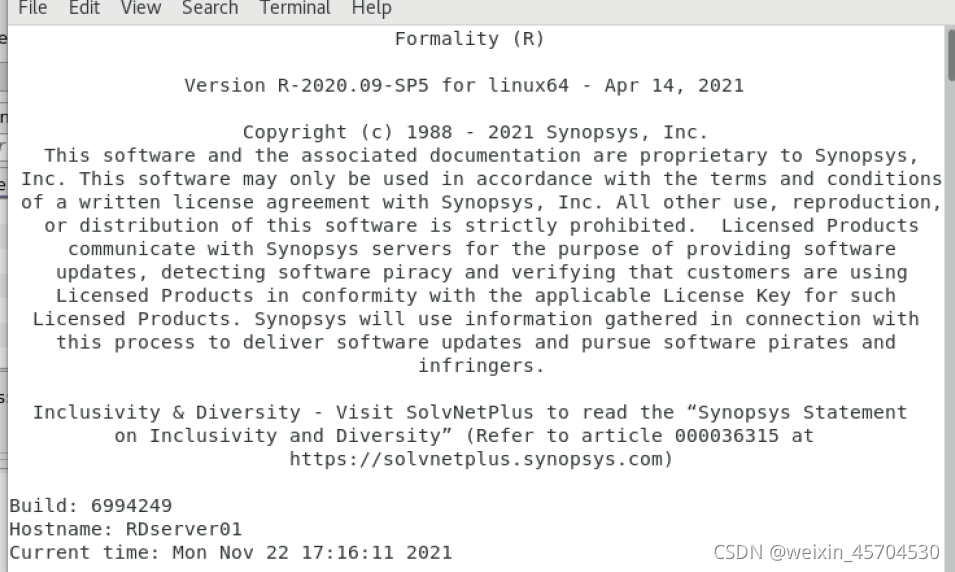 File Edit View Search Terminal Help
Formality (R)
Version R-2020.09-SP5 for linux64 - Apr 14, 2021
Copyright (c) 1988 - 2021 Synopsys, Inc.
This software and the associated documentation are proprietary to Synopsys,
Inc. This software may only be used in accordance with the terms and conditions
of a written license agreement with Synopsys, Inc. All other use, reproduction,
or distribution of this software is strictly prohibited.  Licensed Products
communicate with Synopsys servers for the purpose of providing software
updates, detecting software piracy and verifying that customers are using
Licensed Products in conformity with the applicable License Key for such
Licensed Products. Synopsys will use information gathered in connection with
this process to deliver software updates and pursue software pirates and
infringers.
Inclusivity & Diversity - Visit SolvNetPlus to read the “Synopsys Statement
on Inclusivity and Diversity” (Refer to article 000036315 at
https://solvnetplus.synopsys.com)
Build: 6994249
Hostname: RDserver01
Current time: Mon Nov 22 17:16:11 2021
CSDN @weixin_45704530